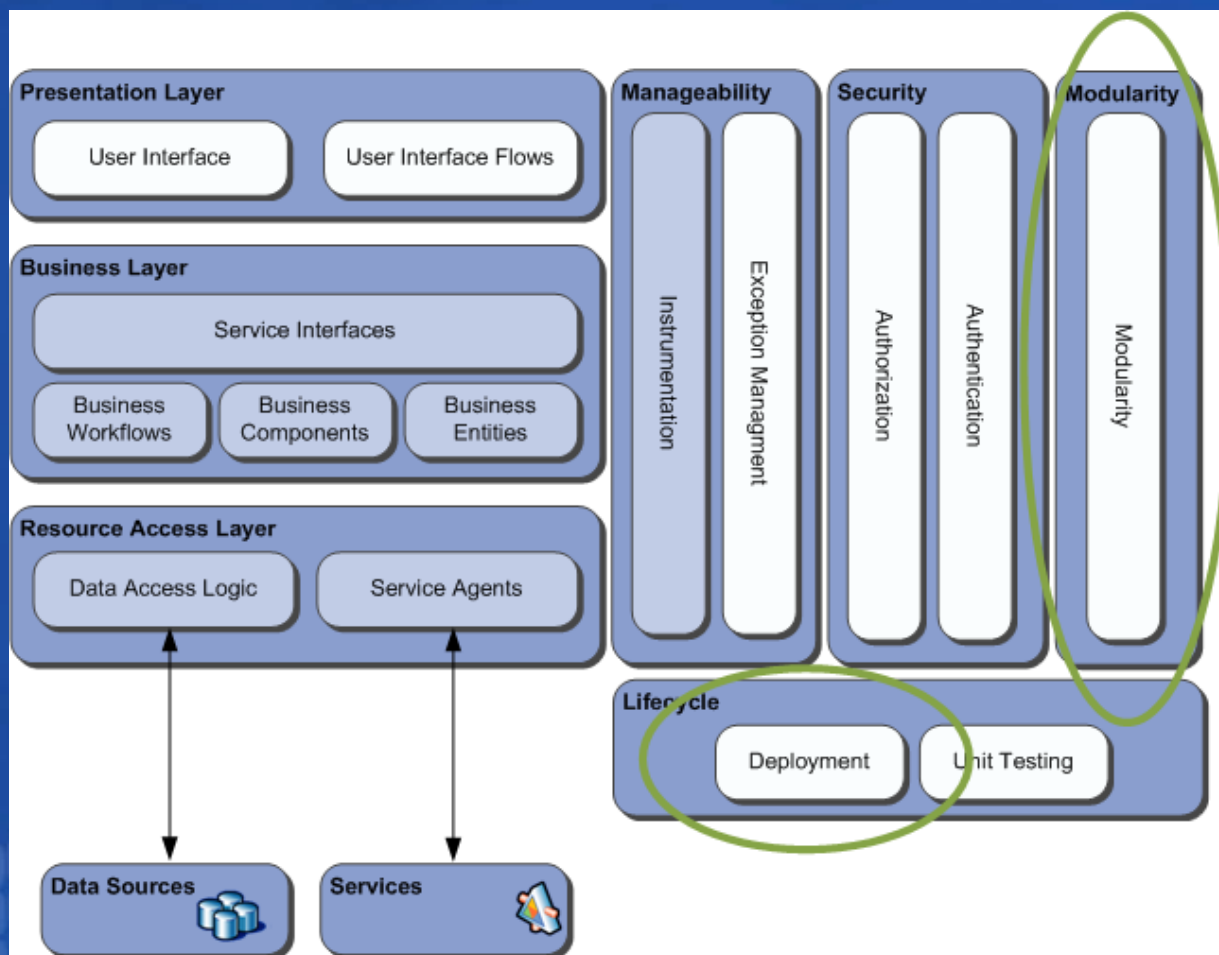 Presentation Layer
User Interface
User Interface Flows
Business Layer
Service Interfaces
Business
Workflows
Business
Components
Business
Entities
Resource Access Layer
Data Access Logic
Service Agents
Data Sources
Services
Manageability
Instrumentation
Exception Managment
Security
Authorization
Authentication
Modularity
Modularity
Lifecycle
Deployment
Unit Testing